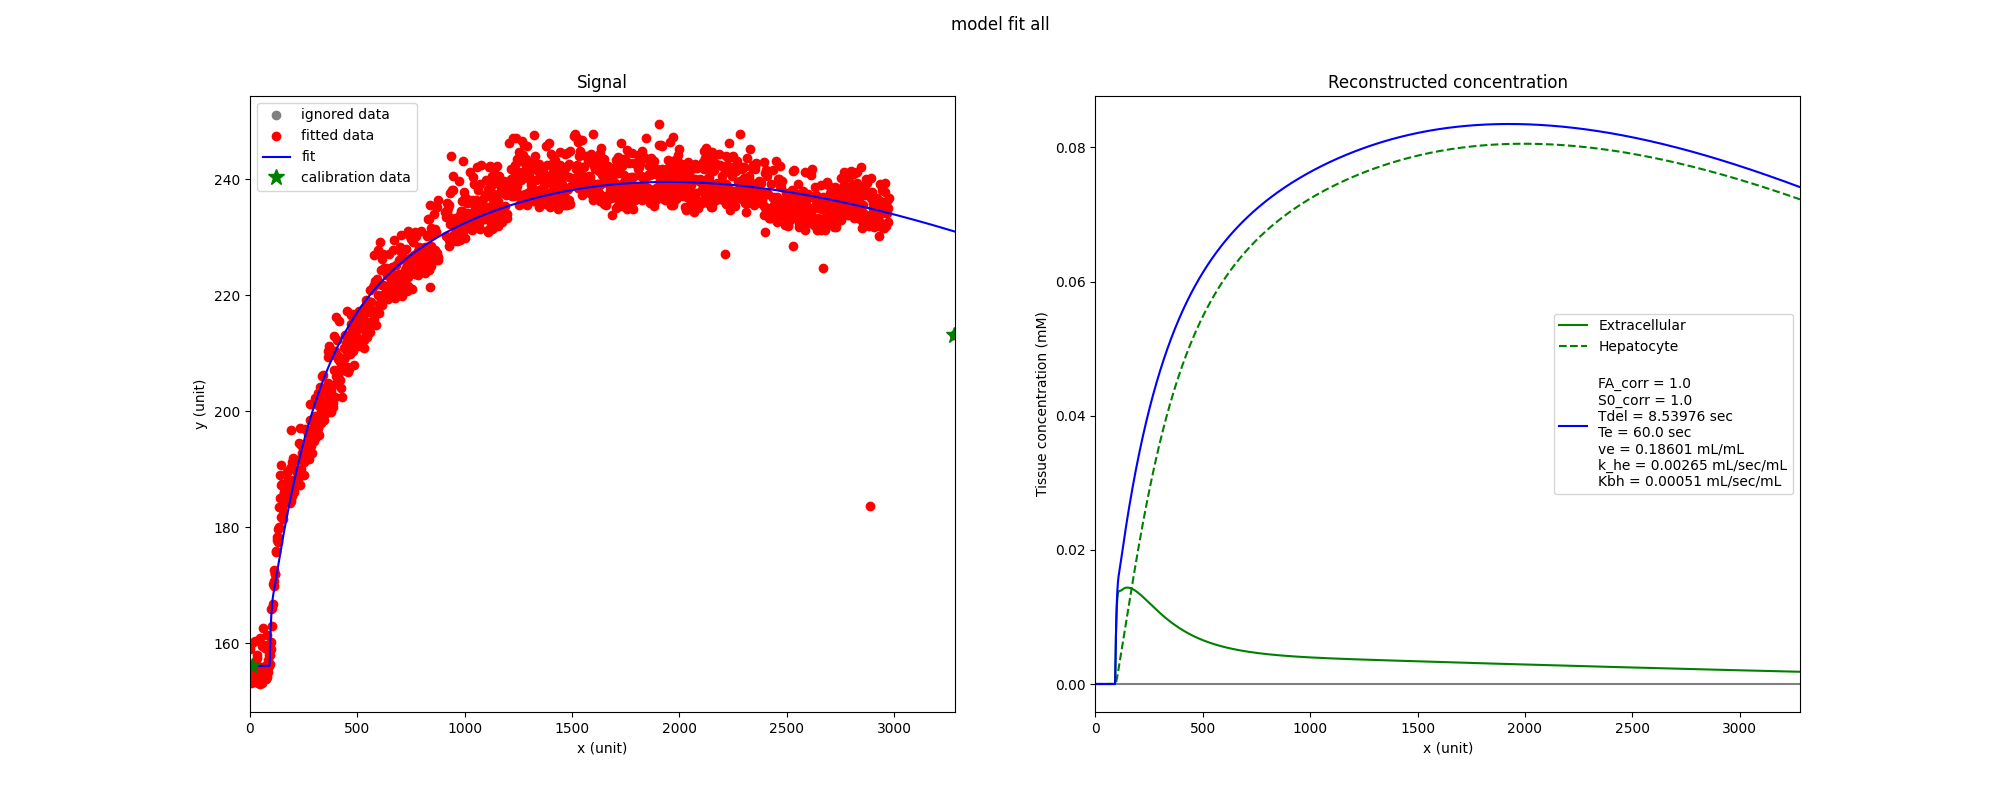 model fit all
Signal
ignored data
fitted data
fit
calibration data
240
220
200
180
160
y (unit)
0
500
1000
1500
2000
2500
3000
x (unit)
Reconstructed concentration
0.08
0.06
0.04
0.02
0.00
Tissue concentration (mM)
Extracellular
Hepatocyte
FA_corr = 1.0
S0_corr = 1.0
Tdel = 8.53976 sec
Te = 60.0 sec
ve = 0.18601 mL/mL
k_he = 0.00265 mL/sec/mL
Kbh = 0.00051 mL/sec/mL
0
500
1000
1500
2000
2500
3000
x (unit)